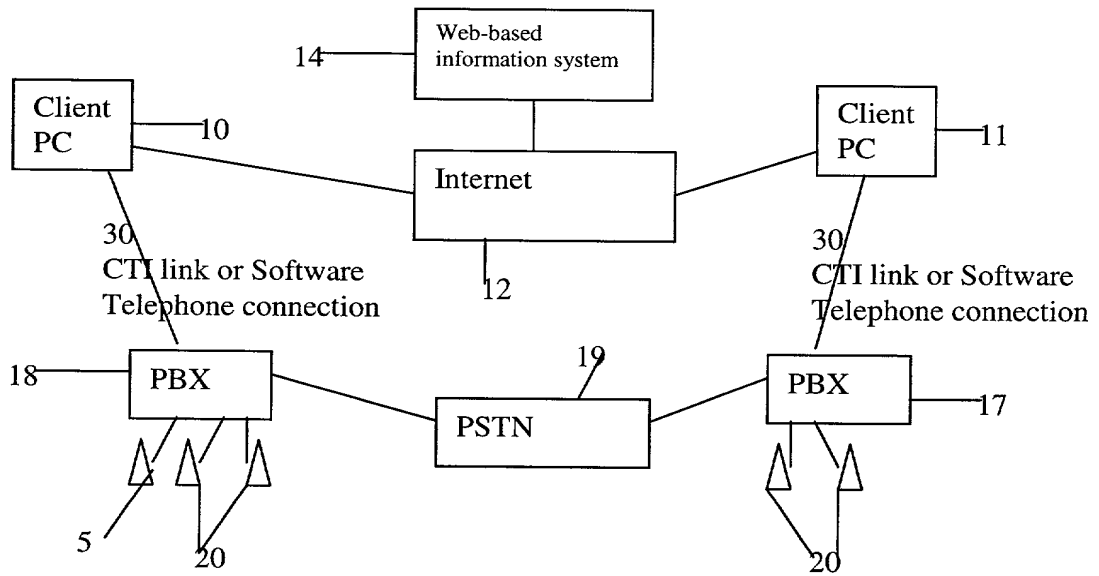 Web-based
information system
14
Client
PC
10
Client
PC
11
Internet
12
30
CTI link or Software
Telephone connection
30
CTI link or Software
Telephone connection
18
PBX
19
PSTN
PBX
17
5
20
20